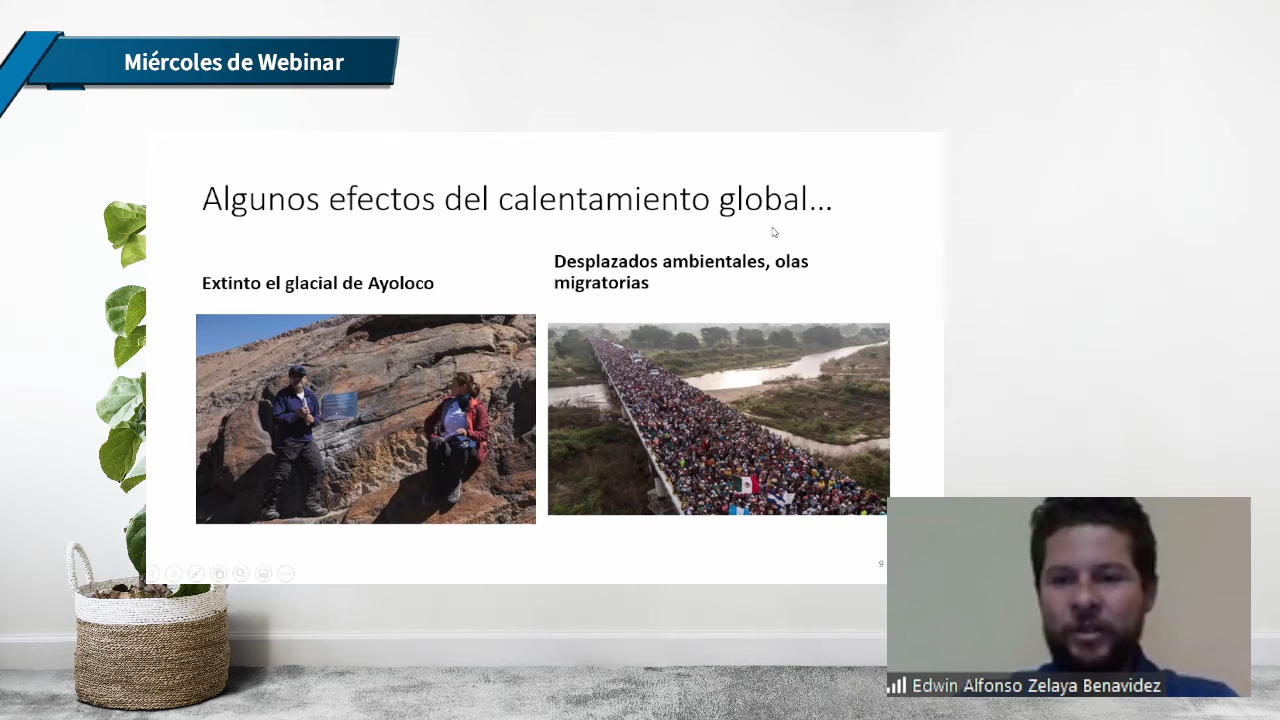 Miércoles de Webinar
Algunos efectos del calentamiento global...
Extinto el glacial de Ayoloco
Desplazados ambientales, olas
migratorias
9
Edwin Alfonso Zelaya Benavidez